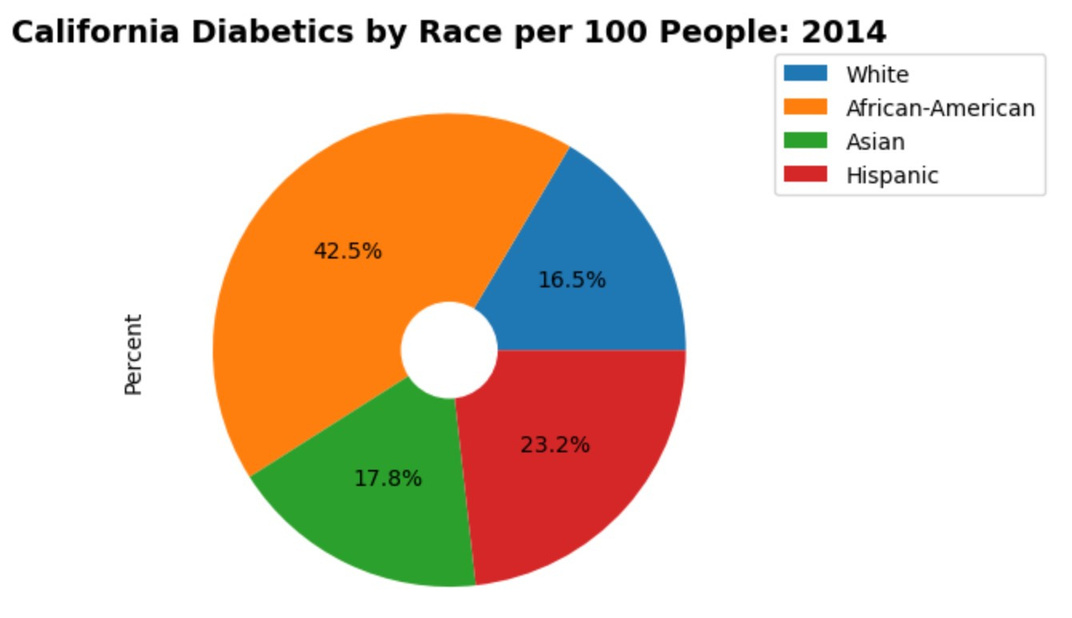 California Diabetics by Race per 100 People: 2014
White
African-American
Asian
Hispanic
42.5%
16.5%
Percent
23.2%
17.8%